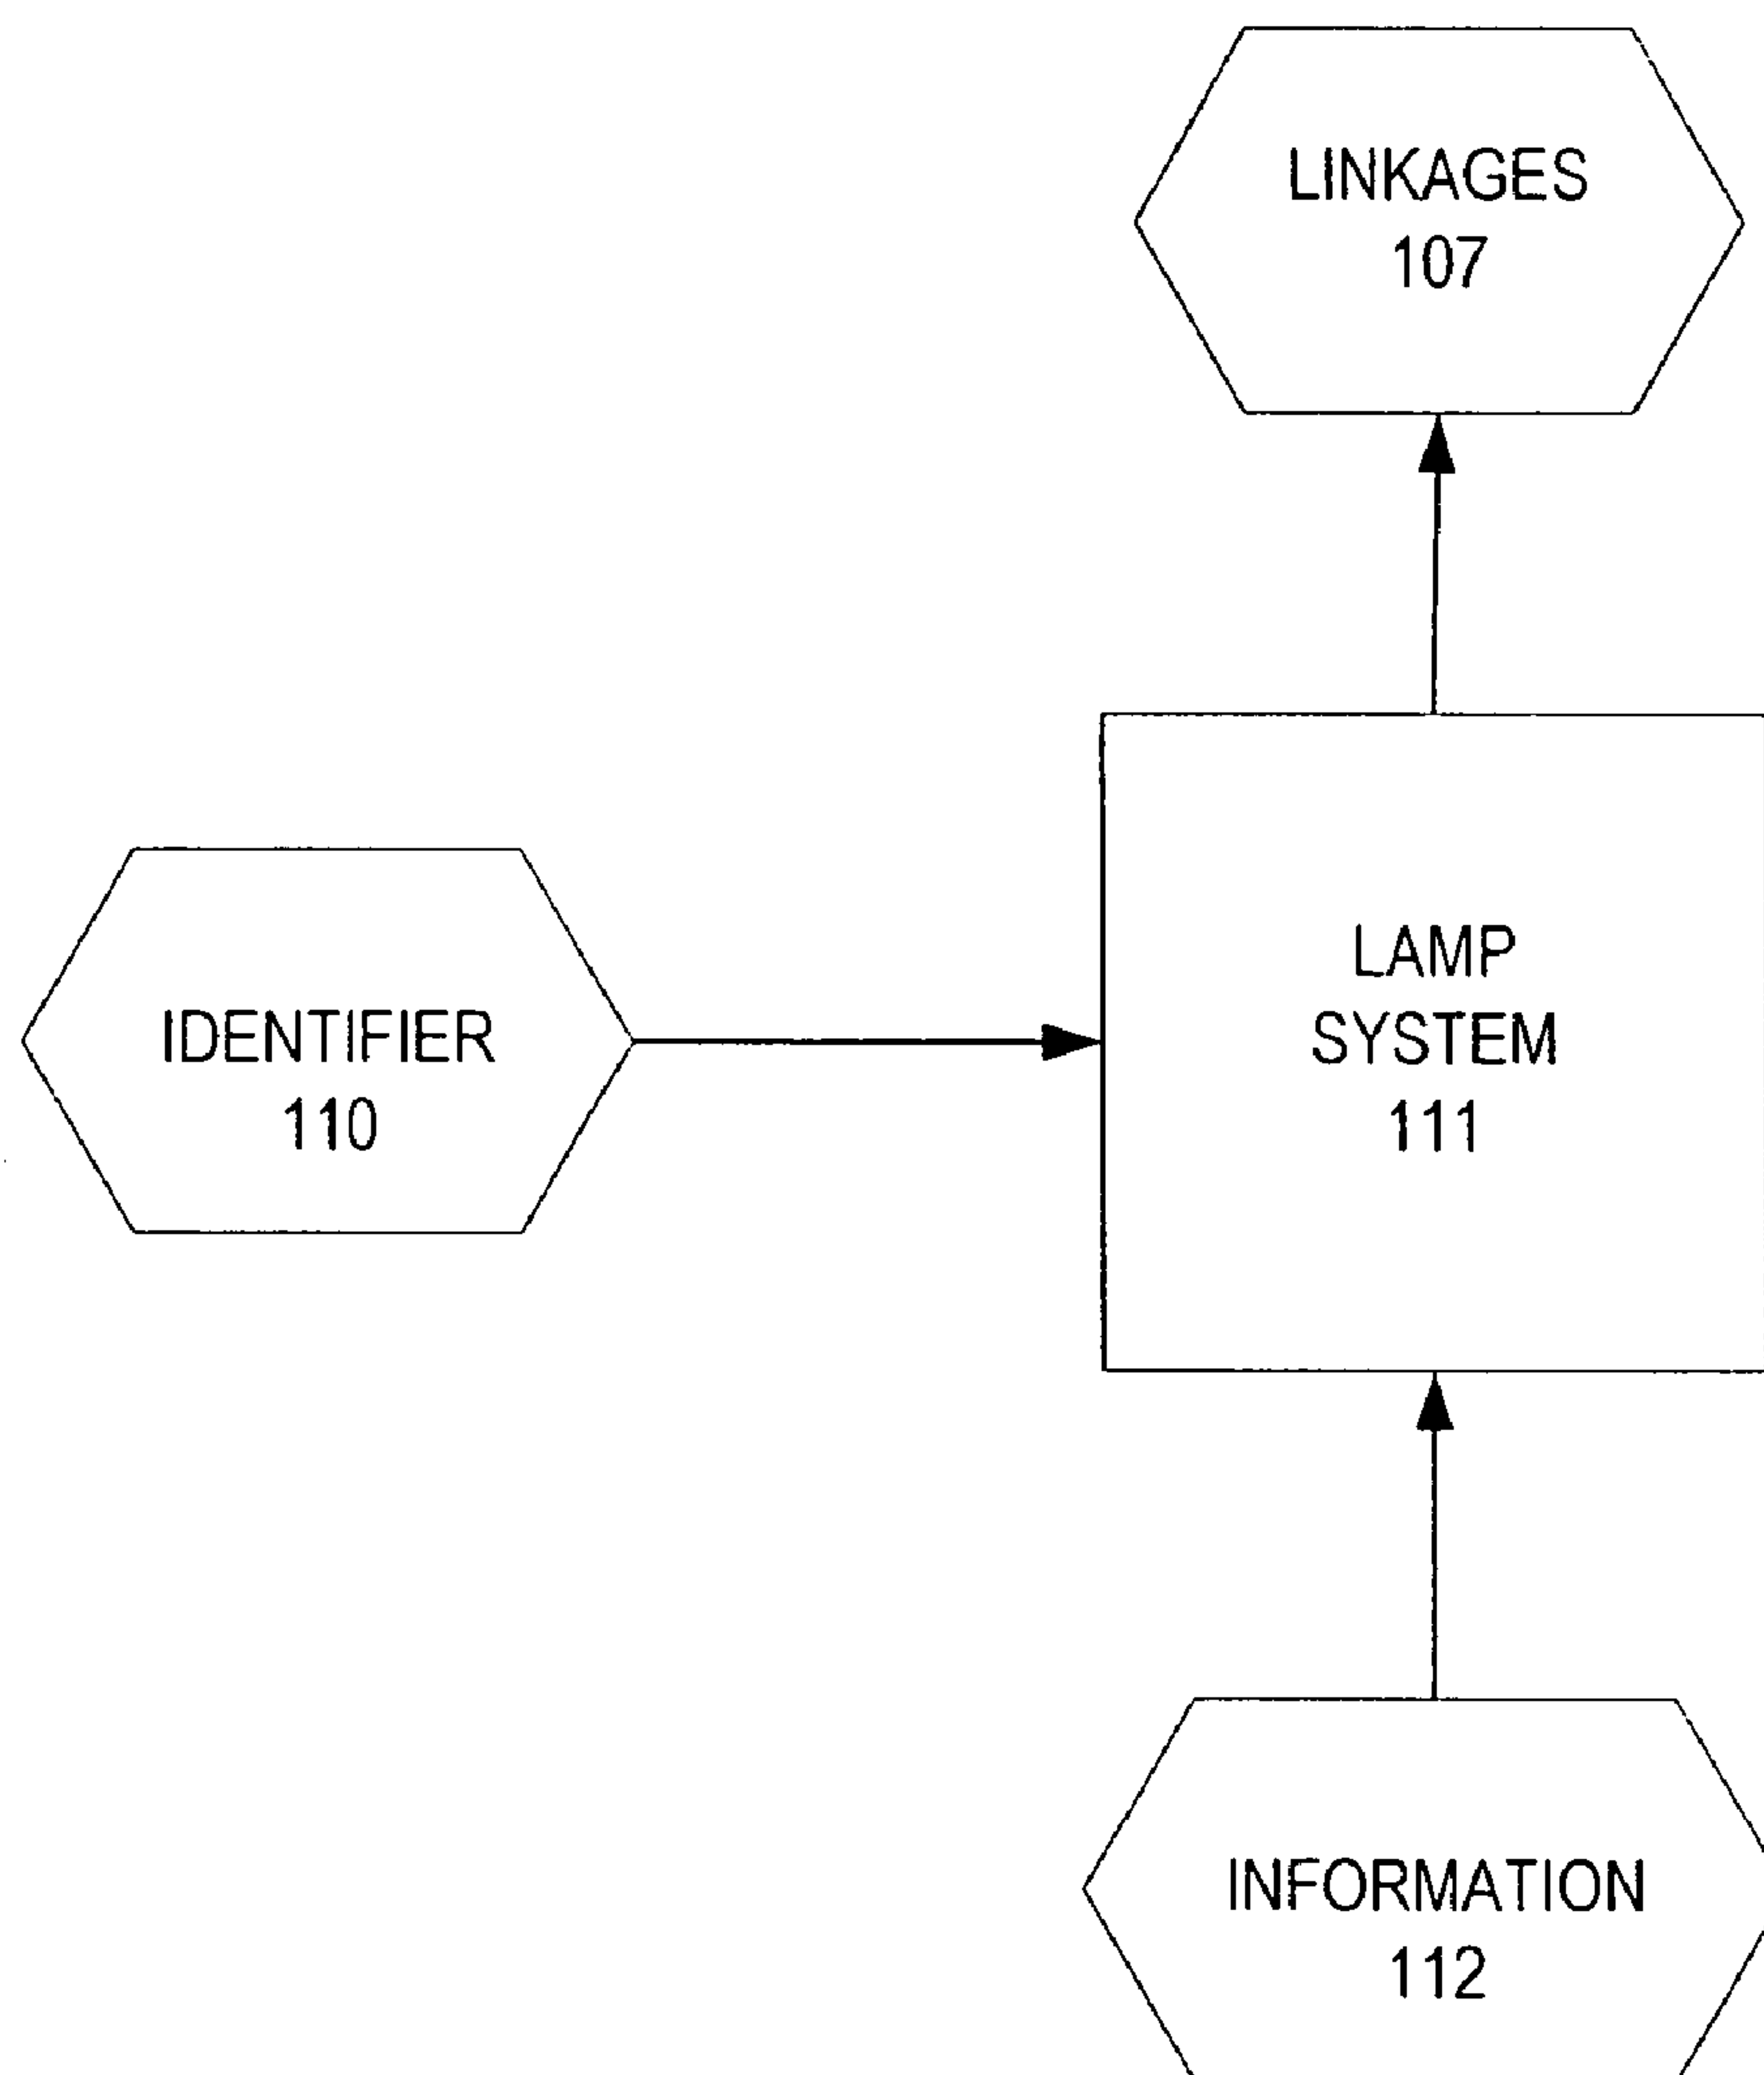 LINKAGES
107
IDENTIFIER
110
LAMP
SYSTEM
111
INFORMATION
112